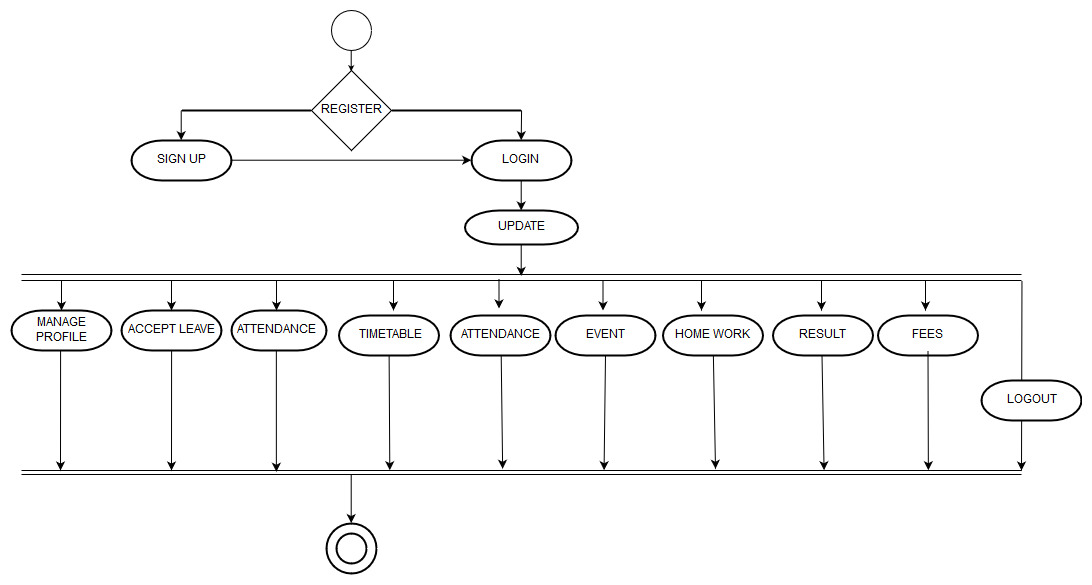 REGISTER
SIGN UP
LOGIN
UPDATE
MANAGE
PROFILE
ACCEPT LEAVE
ATTENDANCE
TIMETABLE
ATTENDANCE
EVENT
HOME WORK
RESULT
FEES
LOGOUT